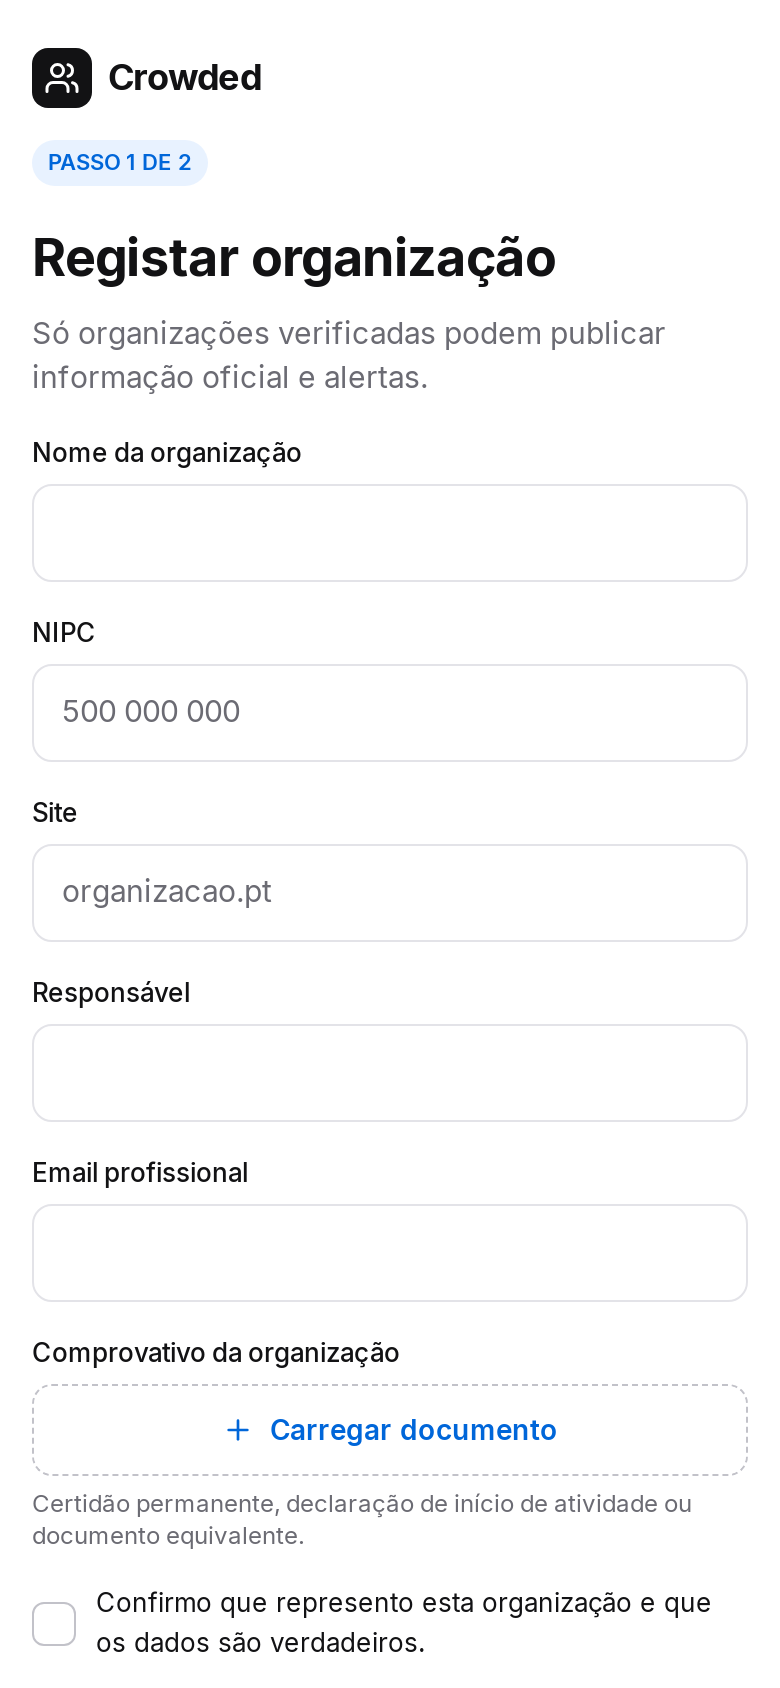 Crowded
PASSO 1 DE 2
Registar organização
Só organizações verificadas podem publicar
informação oficial e alertas.
Nome da organização
NIPC
500 000 000
Site
organizacao.pt
Responsável
Email profissional
Comprovativo da organização
Carregar documento
Certidão permanente, declaração de início de atividade ou
documento equivalente.
Confirmo que represento esta organização e que
os dados são verdadeiros.